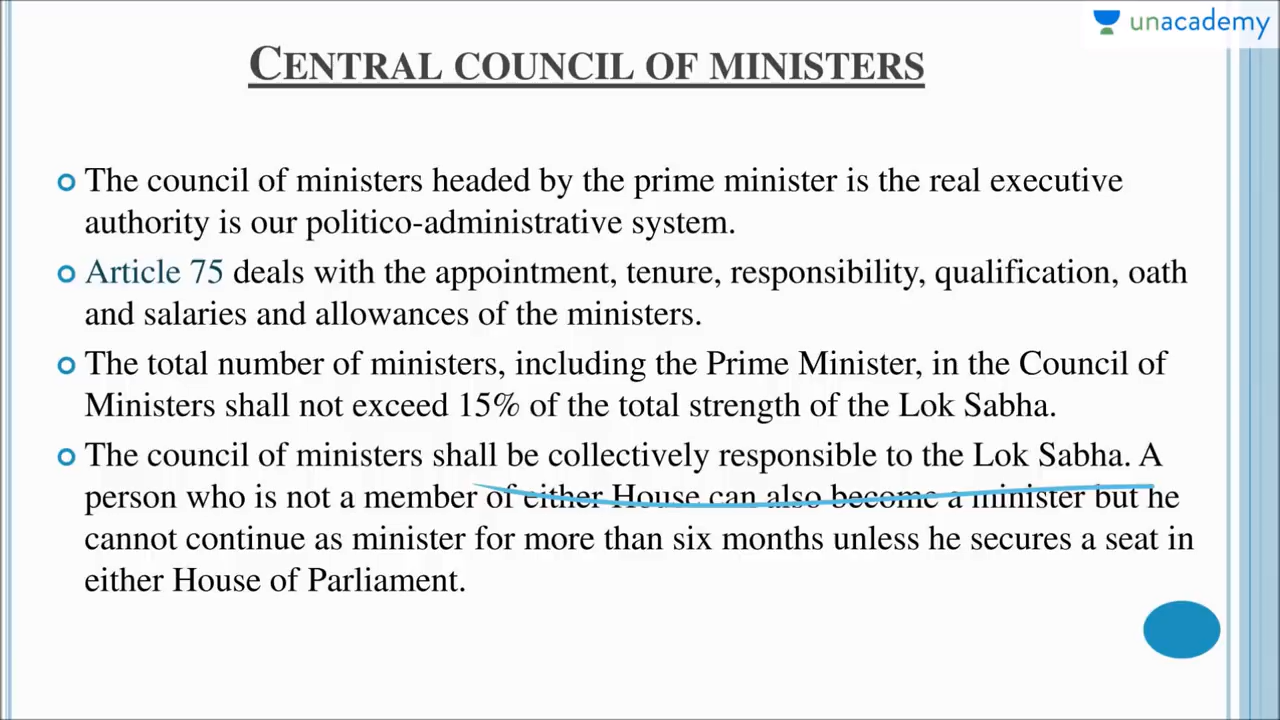 unacademy
CENTRAL COUNCIL OF MINISTERS
The council of ministers headed by the prime minister is the real executive
authority is our politico-administrative system.
Article 75 deals with the appointment, tenure, responsibility, qualification, oath
and salaries and allowances of the ministers.
The total number of ministers, including the Prime Minister, in the Council of
Ministers shall not exceed 15% of the total strength of the Lok Sabha.
The council of ministers shall be collectively responsible to the Lok Sabha. A
person who is not a member of either House can also become a minister but he
cannot continue as minister for more than six months unless he secures a seat in
either House of Parliament.